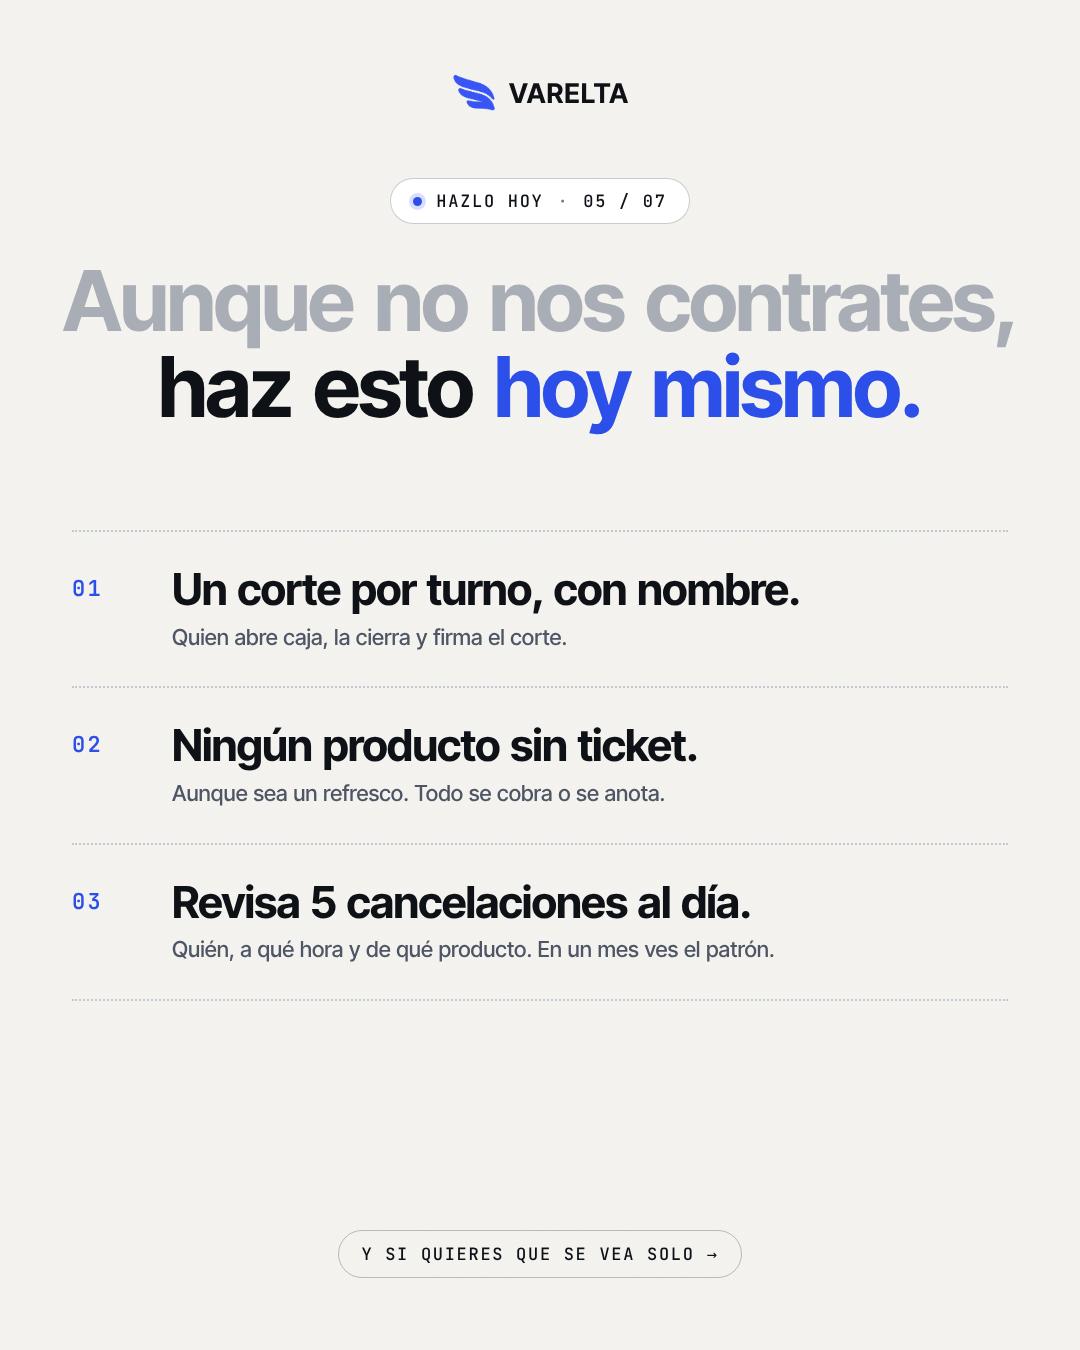 VARELTA
HAZLO HOY · 05 / 07
Aunque no nos contrates,
haz esto hoy mismo.
01
Un corte por turno, con nombre.
Quien abre caja, la cierra y firma el corte.
02
Ningún producto sin ticket.
Aunque sea un refresco. Todo se cobra o se anota.
03
Revisa 5 cancelaciones al día.
Quién, a qué hora y de qué producto. En un mes ves el patrón.
Y SI QUIERES QUE SE VEA SOLO →